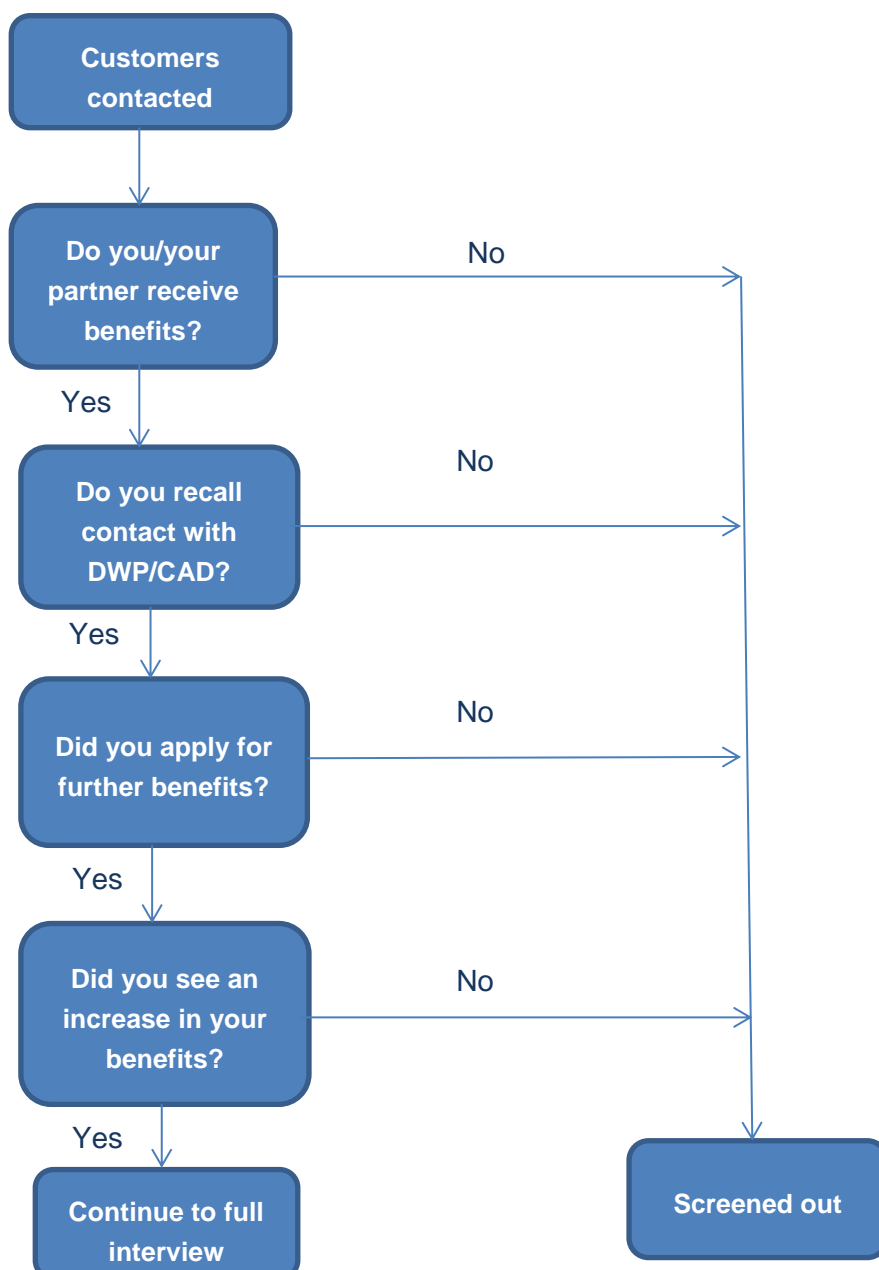 Customers
contacted
Do you/your
partner receive
benefits?
No
Yes
Do you recall
contact with
DWP/CAD?
No
Yes
Did you apply for
further benefits?
No
Yes
Did you see an
increase in your
benefits?
No
Yes
Continue to full
interview
Screened out